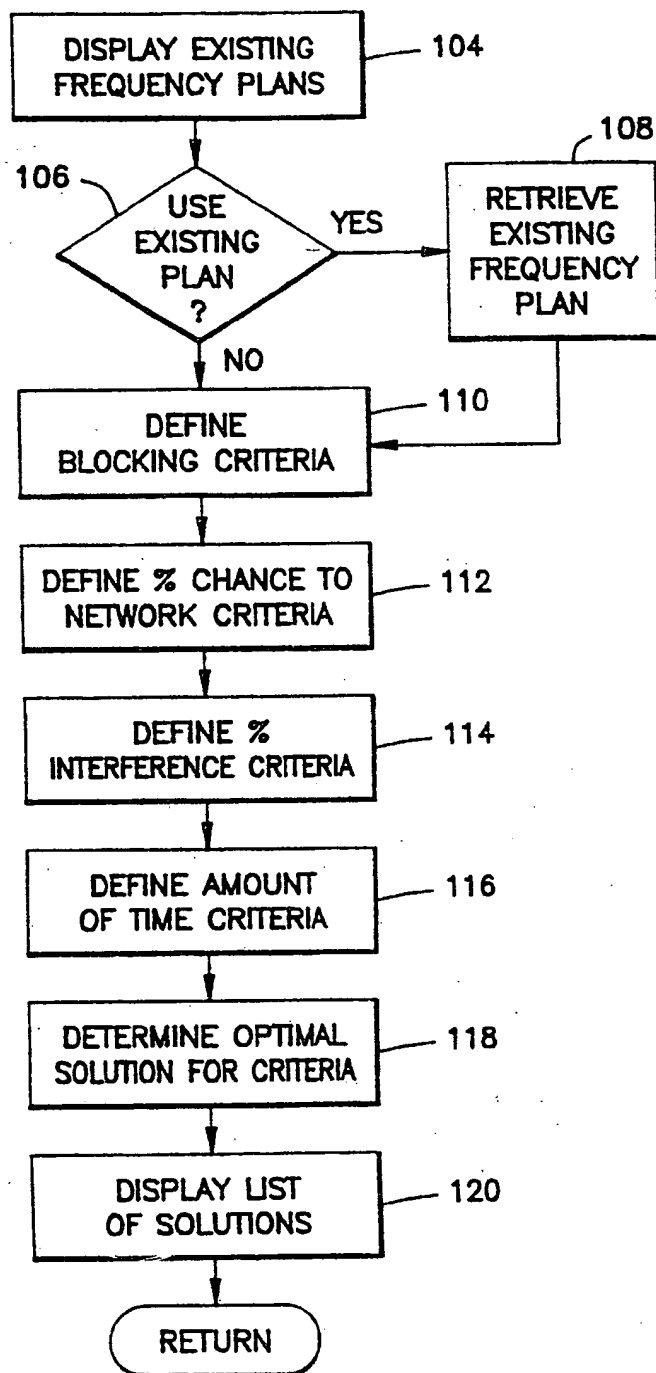 DISPLAY EXISTING
FREQUENCY PLANS
104
106
USE
EXISTING
PLAN
?
YES
108
RETRIEVE
EXISTING
FREQUENCY
PLAN
NO
DEFINE
BLOCKING CRITERIA
110
DEFINE % CHANCE TO
NETWORK CRITERIA
112
DEFINE %
INTERFERENCE CRITERIA
114
DEFINE AMOUNT
OF TIME CRITERIA
116
DETERMINE OPTIMAL
SOLUTION FOR CRITERIA
118
DISPLAY LIST
OF SOLUTIONS
120
RETURN